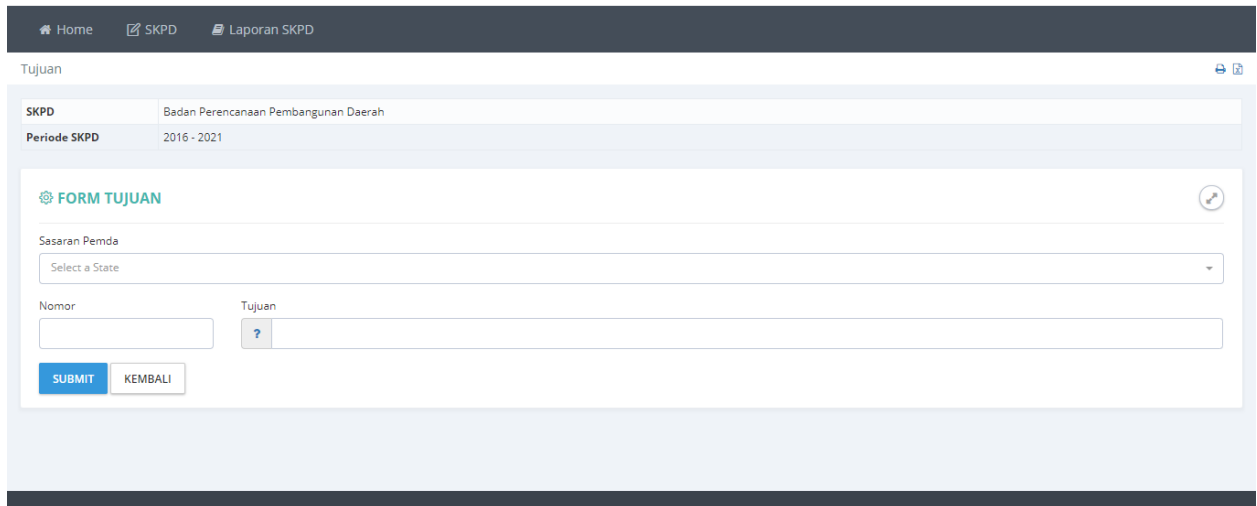 Home SKPD Laporan SKPD
Tujuan
SKPD Badan Perencanaan Pembangunan Daerah
Periode SKPD 2016 - 2021
FORM TUJUAN
Sasaran Pemda
Select a State
Nomor Tujuan
?
SUBMIT KEMBALI